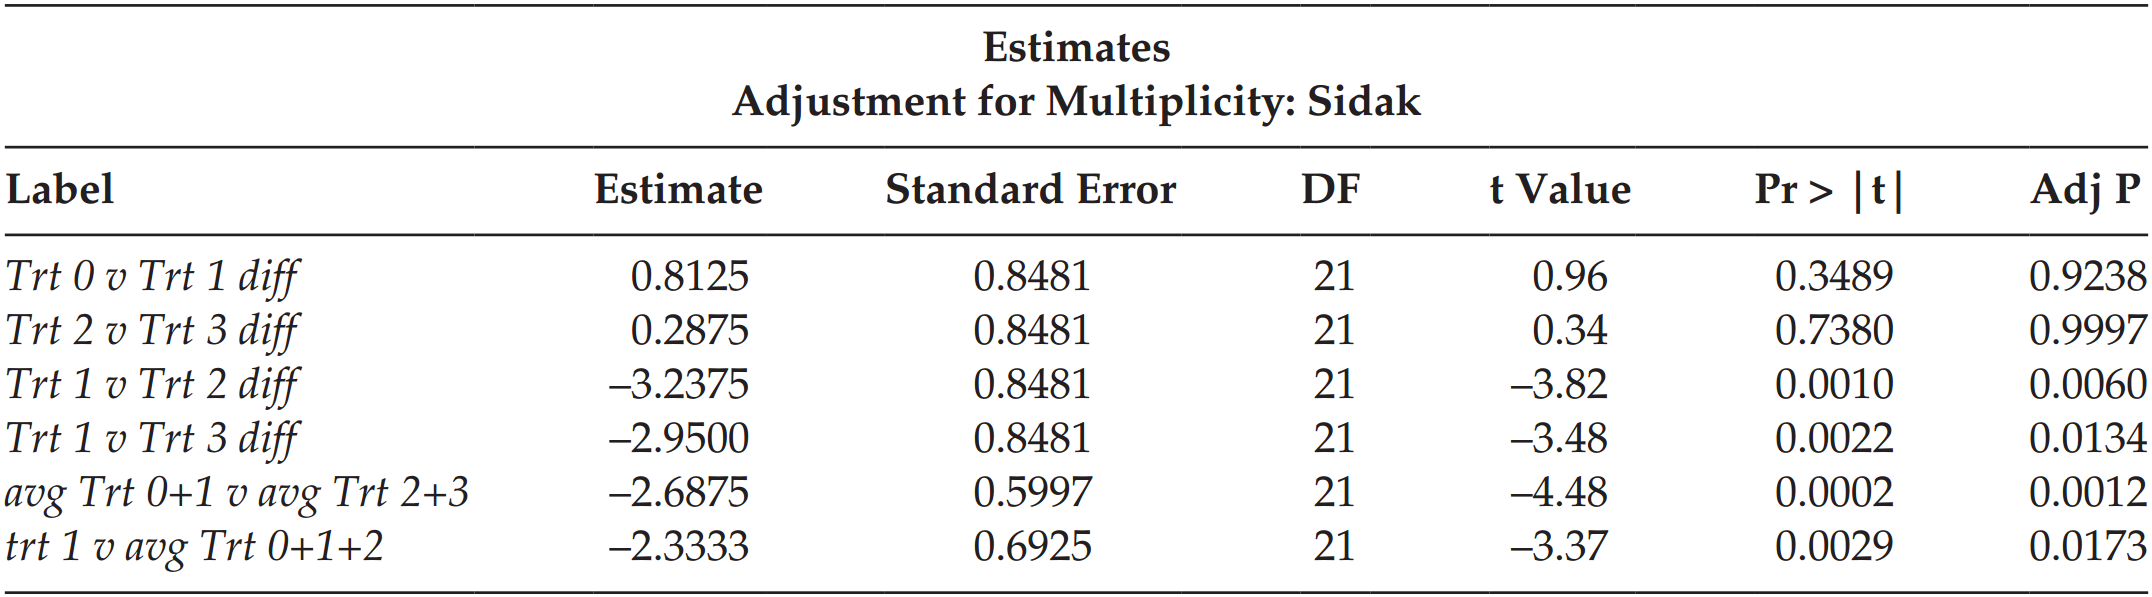 Estimates
Adjustment for Multiplicity: Sidak
Label Estimate Standard Error DF t Value Pr > |t| Adj P
Trt 0 v Trt 1 diff 0.8125 0.8481 21 0.96 0.3489 0.9238
Trt 2 v Trt 3 diff 0.2875 0.8481 21 0.34 0.7380 0.9997
Trt 1 v Trt 2 diff –3.2375 0.8481 21 –3.82 0.0010 0.0060
Trt 1 v Trt 3 diff –2.9500 0.8481 21 –3.48 0.0022 0.0134
avg Trt 0+1 v avg Trt 2+3 –2.6875 0.5997 21 –4.48 0.0002 0.0012
trt 1 v avg Trt 0+1+2 –2.3333 0.6925 21 –3.37 0.0029 0.0173